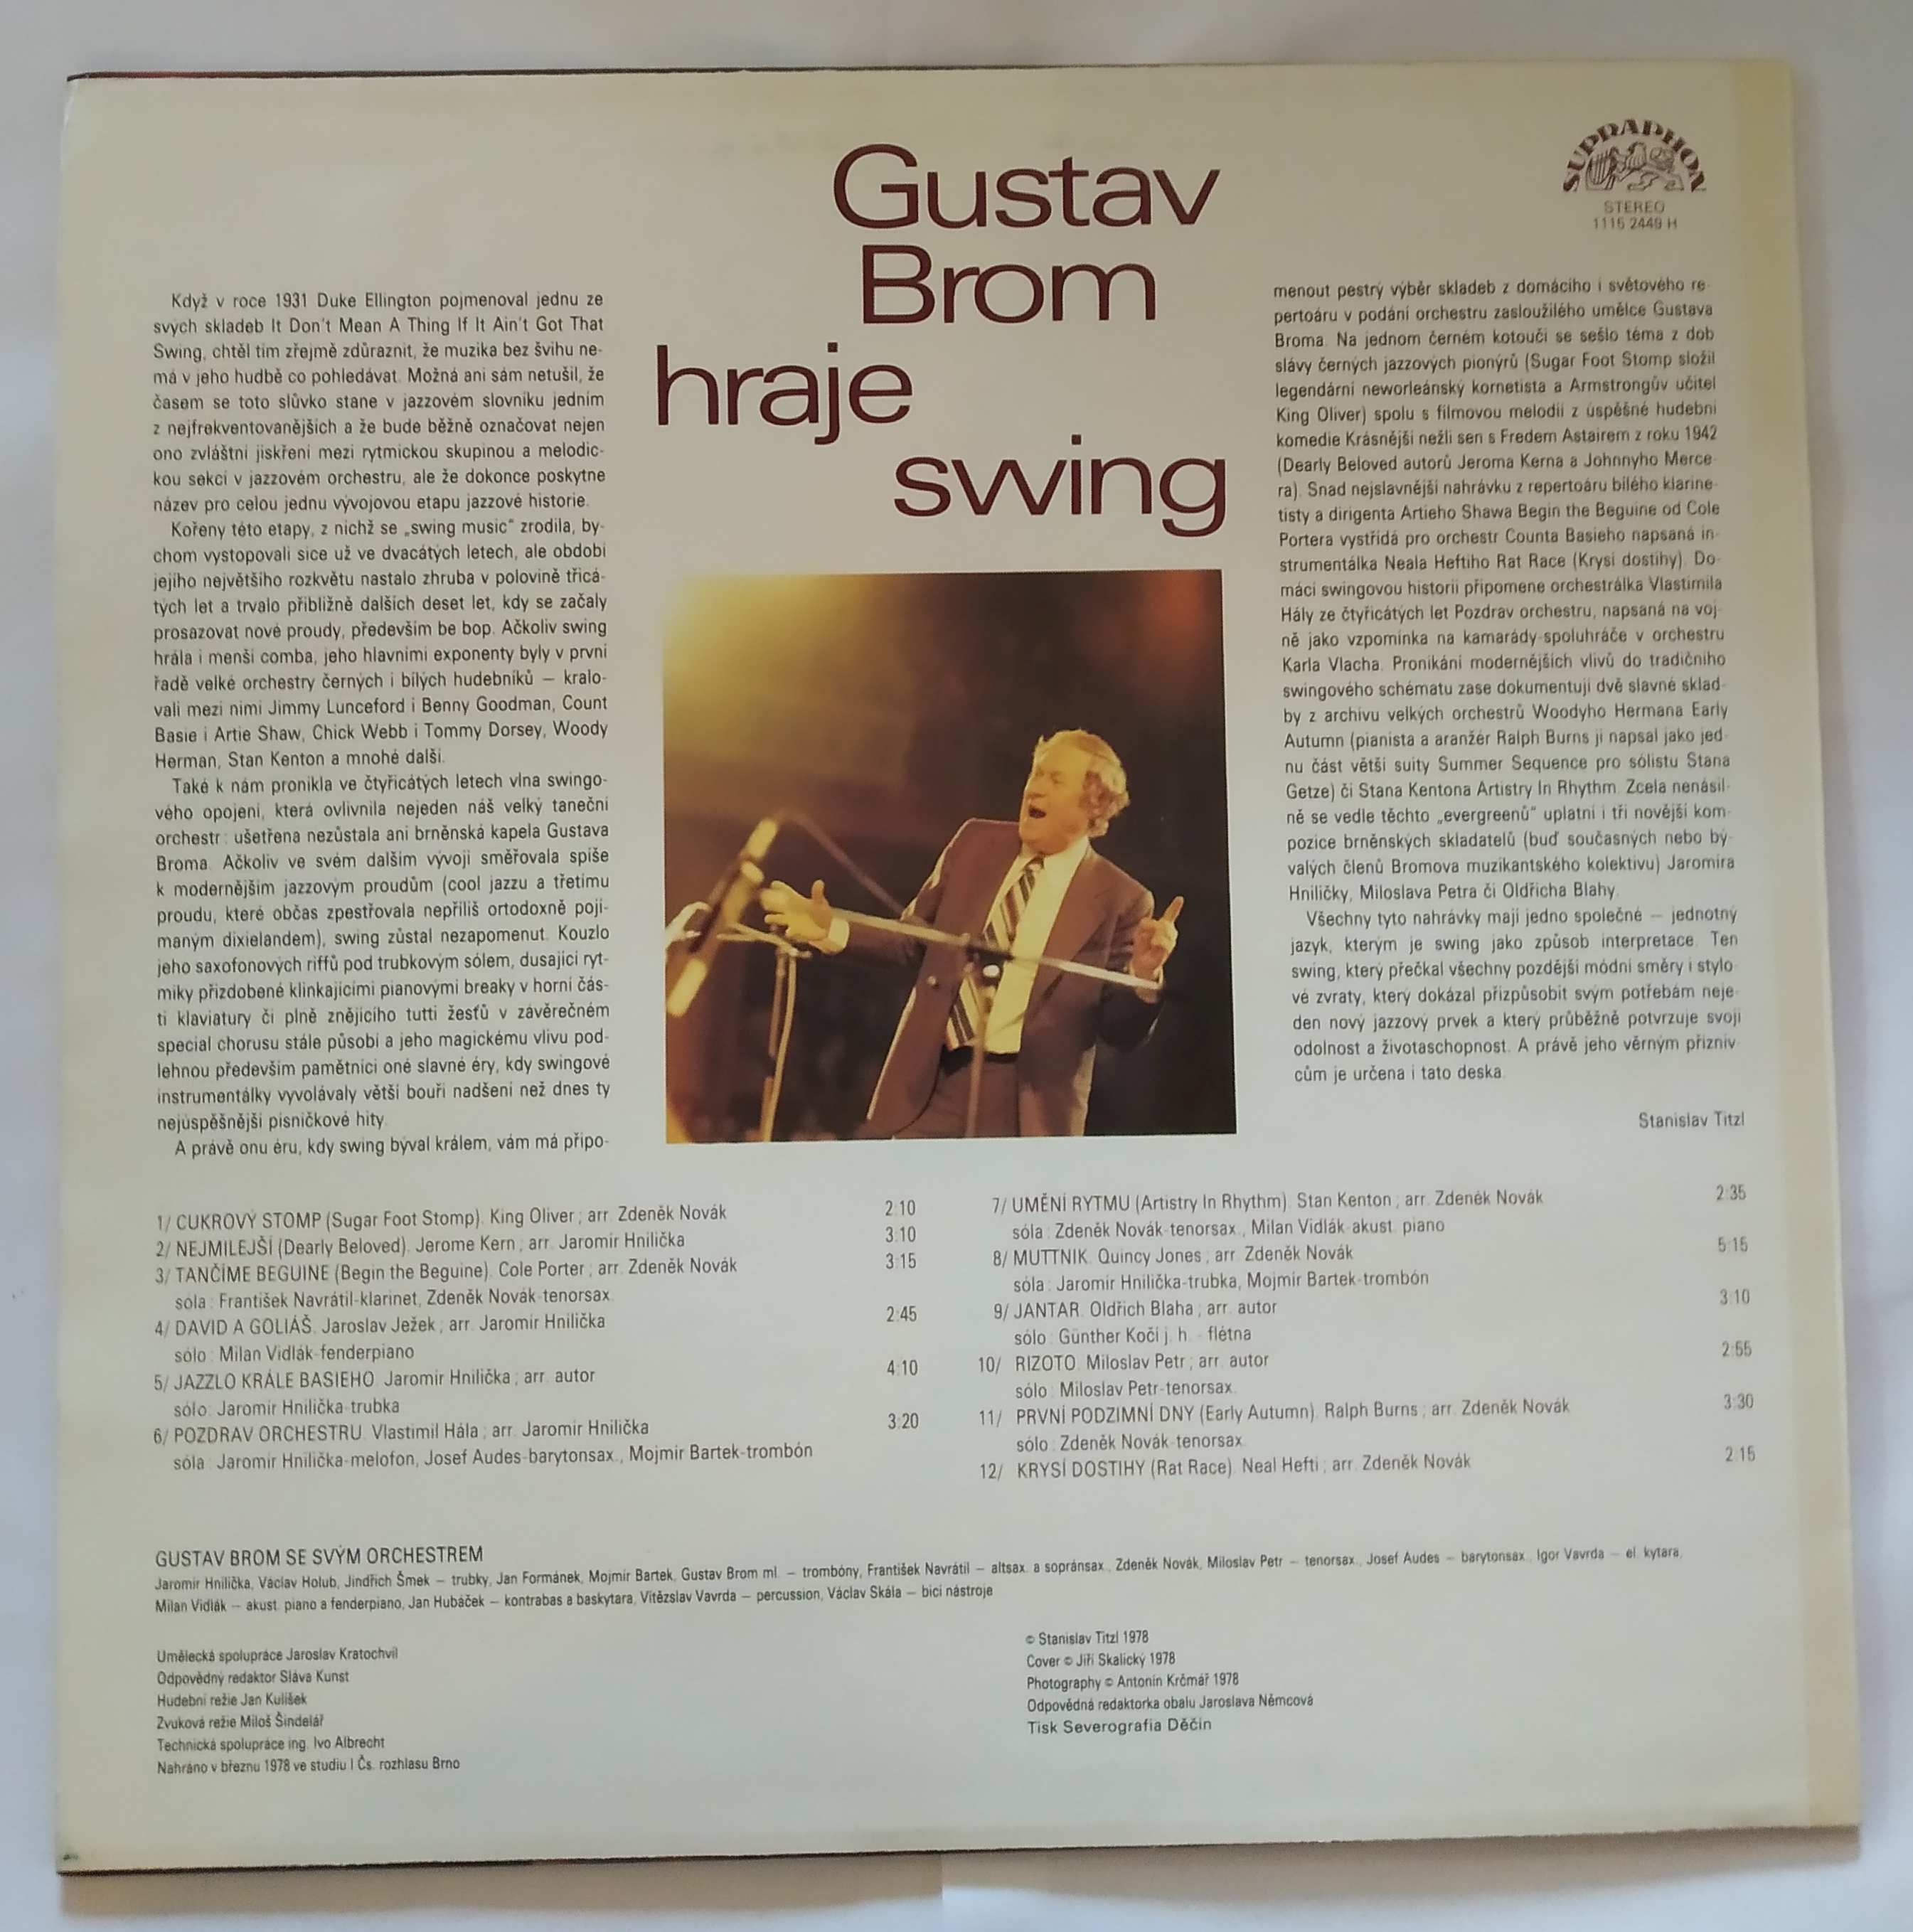 Gustav
Brom
hraje
swing
SUPRAPHON
STEREO
1115 2449 H
Když v roce 1931 Duke Ellington pojmenoval jednu ze
svých skladeb It Don't Mean A Thing If It Ain't Got That
Swing, chtěl tím zřejmě zdůraznit, že muzika bez švihu ne-
má v jeho hudbě co pohledávat. Možná ani sám netušil, že
časem se toto slůvko stane v jazzovém slovníku jedním
z nejfrekventovanějších a že bude běžně označovat nejen
ono zvláštní jiskření mezi rytmickou skupinou a melodic-
kou sekcí v jazzovém orchestru, ale že dokonce poskytne
název pro celou jednu vývojovou etapu jazzové historie.
Kořeny této etapy, z nichž se „swing music“ zrodila, by-
chom vystopovali sice už ve dvacátých letech, ale období
jejího největšího rozkvětu nastalo zhruba v polovině třicá-
tých let a trvalo přibližně dalších deset let, kdy se začaly
prosazovat nové proudy, především be bop. Ačkoliv swing
hrála i menší comba, jeho hlavními exponenty byly v první
řadě velké orchestry černých i bílých hudebníků — kralo-
vali mezi nimi Jimmy Lunceford i Benny Goodman, Count
Basie i Artie Shaw, Chick Webb i Tommy Dorsey, Woody
Herman, Stan Kenton a mnohé další.
Také k nám pronikla ve čtyřicátých letech vlna swingo-
vého opojení, která ovlivnila nejeden náš velký taneční
orchestr: ušetřena nezůstala ani brněnská kapela Gustava
Broma. Ačkoliv ve svém dalším vývoji směřovala spíše
k modernějším jazzovým proudům (cool jazzu a třetímu
proudu, které občas zpestřovala nepříliš ortodoxně pojí-
maným dixielandem), swing zůstal nezapomenut. Kouzlo
jeho saxofonových riffů pod trubkovým sólem, dusající ryt-
miky přizdobené klinkajícími pianovými breaky v horní čás-
ti klaviatury či plně znějícího tutti žesťů v závěrečném
special chorusu stále působí a jeho magickému vlivu pod-
lehnou především pamětníci oné slavné éry, kdy swingové
instrumentálky vyvolávaly větší bouři nadšení než dnes ty
nejúspěšnější písničkové hity.
A právě onu éru, kdy swing býval králem, vám má připo-
menout pestrý výběr skladeb z domácího i světového re-
pertoáru v podání orchestru zasloužilého umělce Gustava
Broma. Na jednom černém kotouči se sešlo téma z dob
slávy černých jazzových pionýrů (Sugar Foot Stomp složil
legendární neworleánský kornetista a Armstrongův učitel
King Oliver) spolu s filmovou melodií z úspěšné hudební
komedie Krásnější nežli sen s Fredem Astairem z roku 1942
(Dearly Beloved autorů Jeroma Kerna a Johnnyho Merce-
ra). Snad nejslavnější nahrávku z repertoáru bílého klarine-
tisty a dirigenta Artieho Shawa Begin the Beguine od Cole
Portera vystřídá pro orchestr Counta Basieho napsaná in-
strumentálka Neala Heftiho Rat Race (Krysí dostihy). Do-
mácí swingovou historii připomene orchestrálka Vlastimila
Hály ze čtyřicátých let Pozdrav orchestru, napsaná na voj-
ně jako vzpomínka na kamarády-spoluhráče v orchestru
Karla Vlacha. Pronikání modernějších vlivů do tradičního
swingového schématu zase dokumentují dvě slavné sklad-
by z archivu velkých orchestrů Woodyho Hermana Early
Autumn (pianista a aranžér Ralph Burns ji napsal jako jed-
nu část větší suity Summer Sequence pro sólistu Stana
Getze) či Stana Kentona Artistry In Rhythm. Zcela nenásil-
ně se vedle těchto „evergreenů“ uplatní i tři novější kom-
pozice brněnských skladatelů (buď současných nebo bý-
valých členů Bromova muzikantského kolektivu) Jaromíra
Hniličky, Miloslava Petra či Oldřicha Blahy.
Všechny tyto nahrávky mají jedno společné — jednotný
jazyk, kterým je swing jako způsob interpretace. Ten
swing, který přečkal všechny pozdější módní směry i stylo-
vé zvraty, který dokázal přizpůsobit svým potřebám neje-
den nový jazzový prvek a který průběžně potvrzuje svoji
odolnost a životaschopnost. A právě jeho věrným přízniv-
cům je určena i tato deska.
Stanislav Titzl
1/ CUKROVÝ STOMP (Sugar Foot Stomp). King Oliver; arr. Zdeněk Novák 2:10
2/ NEJMILEJŠÍ (Dearly Beloved). Jerome Kern; arr. Jaromír Hnilička 3:10
3/ TANČÍME BEGUINE (Begin the Beguine). Cole Porter; arr. Zdeněk Novák 3:15
sóla: František Navrátil-klarinet, Zdeněk Novák-tenorsax.
4/ DAVID A GOLIÁŠ. Jaroslav Ježek; arr. Jaromír Hnilička 2:45
sólo: Milan Vidlák-fenderpiano
5/ JAZZLO KRÁLE BASIEHO. Jaromír Hnilička; arr. autor 4:10
sólo: Jaromír Hnilička-trubka
6/ POZDRAV ORCHESTRU. Vlastimil Hála; arr. Jaromír Hnilička 3:20
sóla: Jaromír Hnilička-melofon, Josef Audes-barytonsax., Mojmír Bartek-trombón
7/ UMĚNÍ RYTMU (Artistry In Rhythm). Stan Kenton; arr. Zdeněk Novák 2:35
sóla: Zdeněk Novák-tenorsax., Milan Vidlák-akust. piano
8/ MUTTNIK. Quincy Jones; arr. Zdeněk Novák 5:15
sóla: Jaromír Hnilička-trubka, Mojmír Bartek-trombón
9/ JANTAR. Oldřich Blaha; arr. autor 3:10
sólo: Günther Kočí j. h. - flétna
10/ RIZOTO. Miloslav Petr; arr. autor 2:55
sólo: Miloslav Petr-tenorsax.
11/ PRVNÍ PODZIMNÍ DNY (Early Autumn). Ralph Burns; arr. Zdeněk Novák 3:30
sólo: Zdeněk Novák-tenorsax.
12/ KRYSÍ DOSTIHY (Rat Race). Neal Hefti; arr. Zdeněk Novák 2:15
GUSTAV BROM SE SVÝM ORCHESTREM
Jaromír Hnilička, Václav Holub, Jindřich Šmek — trubky, Jan Formánek, Mojmír Bartek, Gustav Brom ml. — trombóny, František Navrátil — altsax. a sopránsax., Zdeněk Novák, Miloslav Petr — tenorsax., Josef Audes — barytonsax., Igor Vavrda — el. kytara,
Milan Vidlák — akust. piano a fenderpiano, Jan Hubáček — kontrabas a baskytara, Vítězslav Vavrda — percussion, Václav Skála — bicí nástroje
Umělecká spolupráce Jaroslav Kratochvíl
Odpovědný redaktor Sláva Kunst
Hudební režie Jan Kulíšek
Zvuková režie Miloš Šindelář
Technická spolupráce ing. Ivo Albrecht
Nahráno v březnu 1978 ve studiu I Čs. rozhlasu Brno
© Stanislav Titzl 1978
Cover © Jiří Skalický 1978
Photography © Antonín Krčmář 1978
Odpovědná redaktorka obalu Jaroslava Němcová
Tisk Severografia Děčín